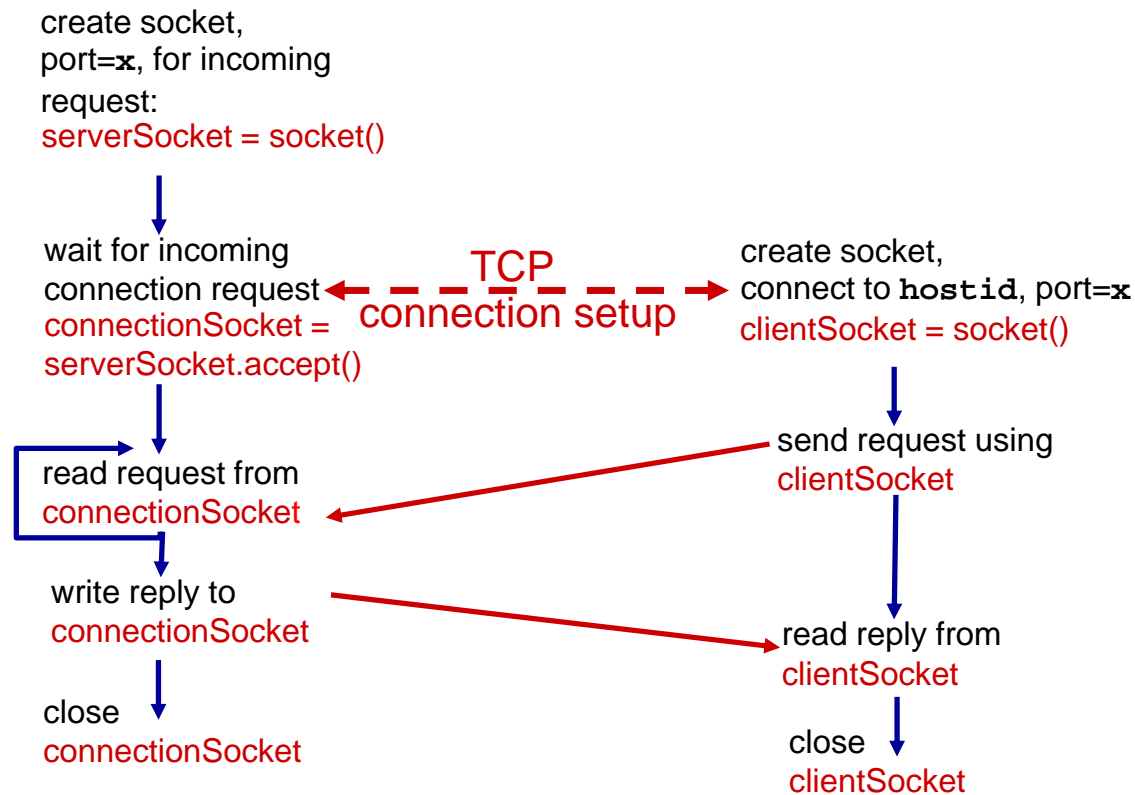 create socket,
port=x, for incoming
request:
serverSocket = socket()
wait for incoming
connection request
connectionSocket =
serverSocket.accept()
TCP
connection setup
create socket,
connect to hostid, port=x
clientSocket = socket()
read request from
connectionSocket
send request using
clientSocket
write reply to
connectionSocket
read reply from
clientSocket
close
connectionSocket
close
clientSocket